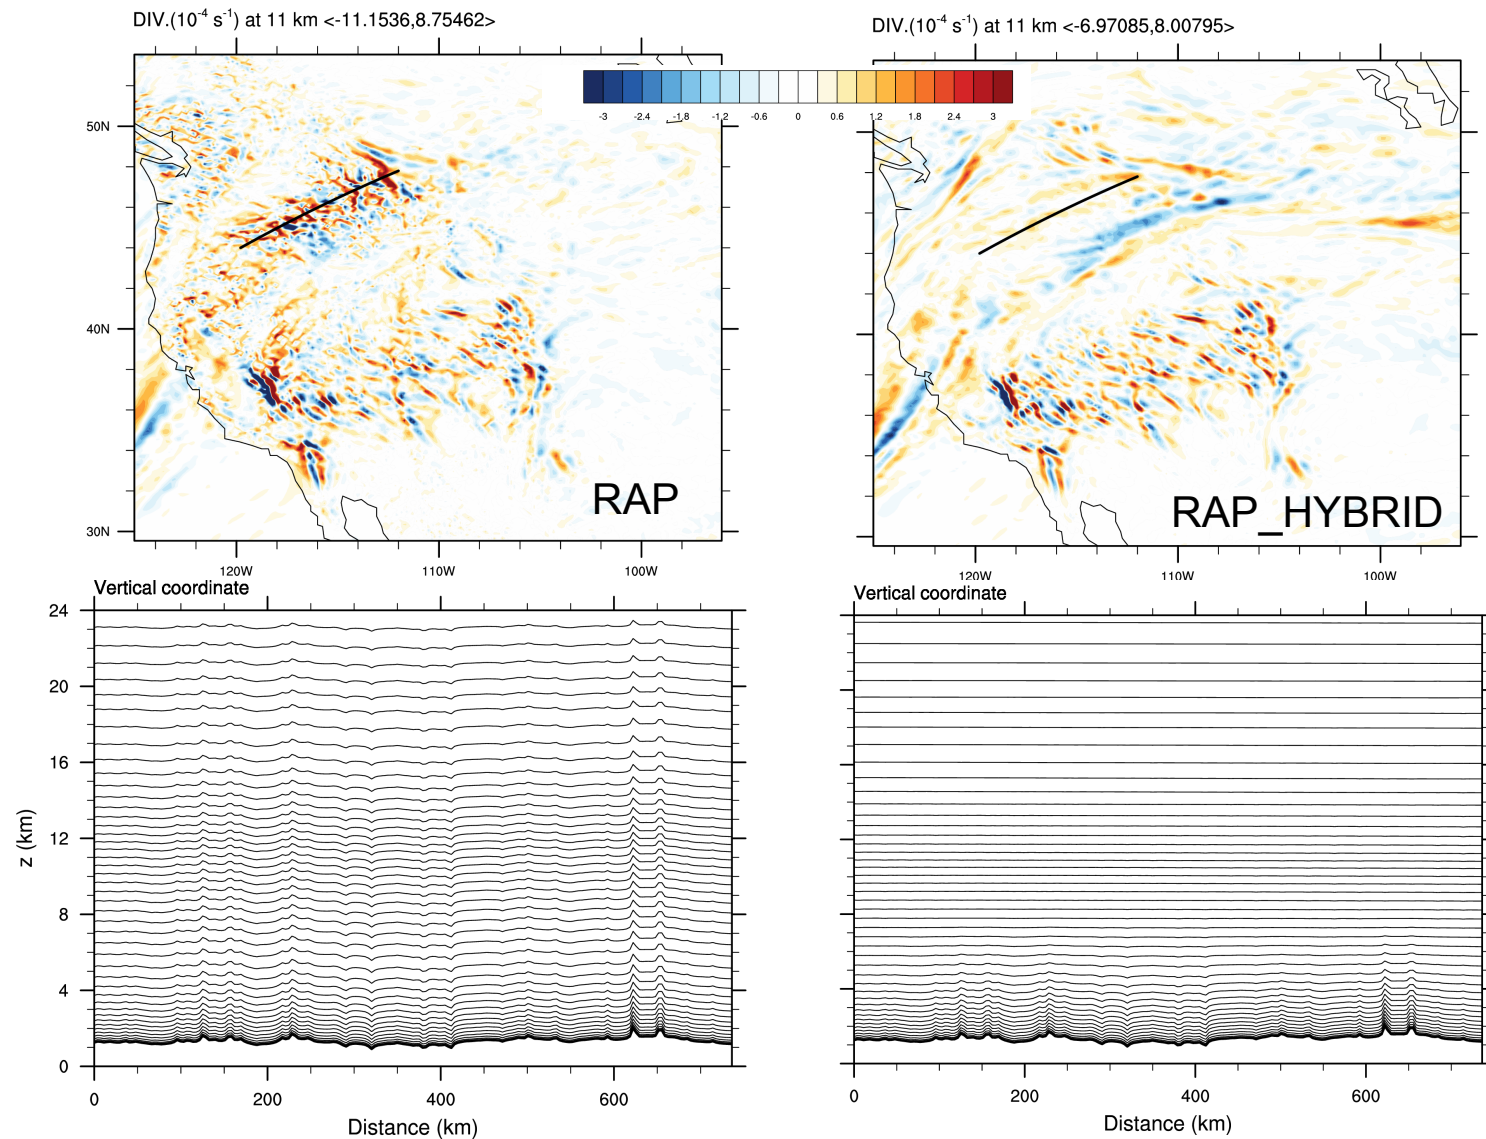 DIV.(10-4 s-1) at 11 km <-11.1536,8.75462>
DIV.(10-4 s-1) at 11 km <-6.97085,8.00795>
-3 -2.4 -1.8 -1.2 -0.6 0 0.6 1.2 1.8 2.4 3
50N
40N
30N
RAP
RAP_HYBRID
120W 110W 100W
120W 110W 100W
Vertical coordinate
Vertical coordinate
24
20
16
12
8
4
0
z (km)
0 200 400 600
0 200 400 600
Distance (km)
Distance (km)